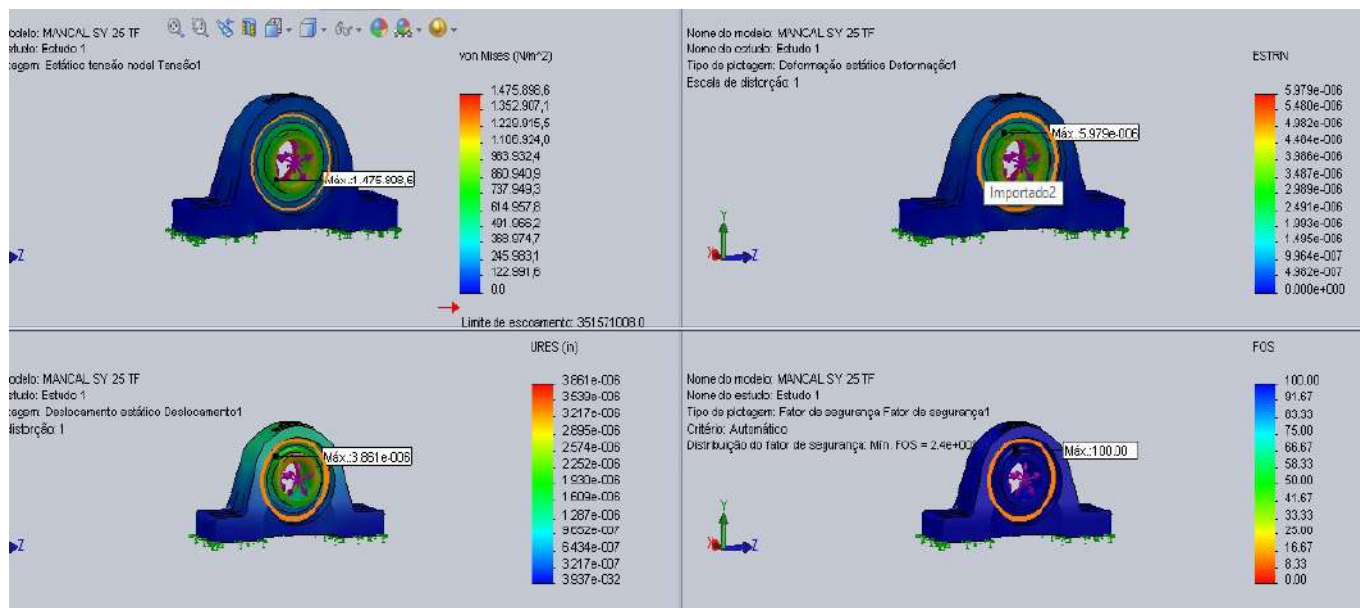 odelo: MANCAL SY 25 TF
studo: Estudo 1
agem: Estático tensão nodal Tensão1
von Mises (N/m^2)
1.475.898,6
1.352.907,1
1.229.915,5
1.106.924,0
983.932,4
860.940,9
737.949,3
614.957,8
491.966,2
368.974,7
245.983,1
122.991,6
0,0
Máx.:1.475.898,6
Limite de escoamento: 351571008,0
Z
Nome do modelo: MANCAL SY 25 TF
Nome do estudo: Estudo 1
Tipo de plotagem: Deformação estática Deformação1
Escala de distorção: 1
ESTRN
5.979e-006
5.480e-006
4.982e-006
4.484e-006
3.986e-006
3.487e-006
2.989e-006
2.491e-006
1.993e-006
1.495e-006
9.964e-007
4.982e-007
0.000e+000
Máx.:5.979e-006
Importado2
Y
X
Z
odelo: MANCAL SY 25 TF
studo: Estudo 1
agem: Deslocamento estático Deslocamento1
distorção: 1
URES (in)
3.861e-006
3.539e-006
3.217e-006
2.895e-006
2.574e-006
2.252e-006
1.930e-006
1.609e-006
1.287e-006
9.652e-007
6.434e-007
3.217e-007
3.937e-032
Máx.:3.861e-006
Z
Nome do modelo: MANCAL SY 25 TF
Nome do estudo: Estudo 1
Tipo de plotagem: Fator de segurança Fator de segurança1
Critério: Automático
Distribuição do fator de segurança: Mín. FOS = 2.4e+00
FOS
100.00
91.67
83.33
75.00
66.67
58.33
50.00
41.67
33.33
25.00
16.67
8.33
0.00
Máx.:100.00
Y
X
Z